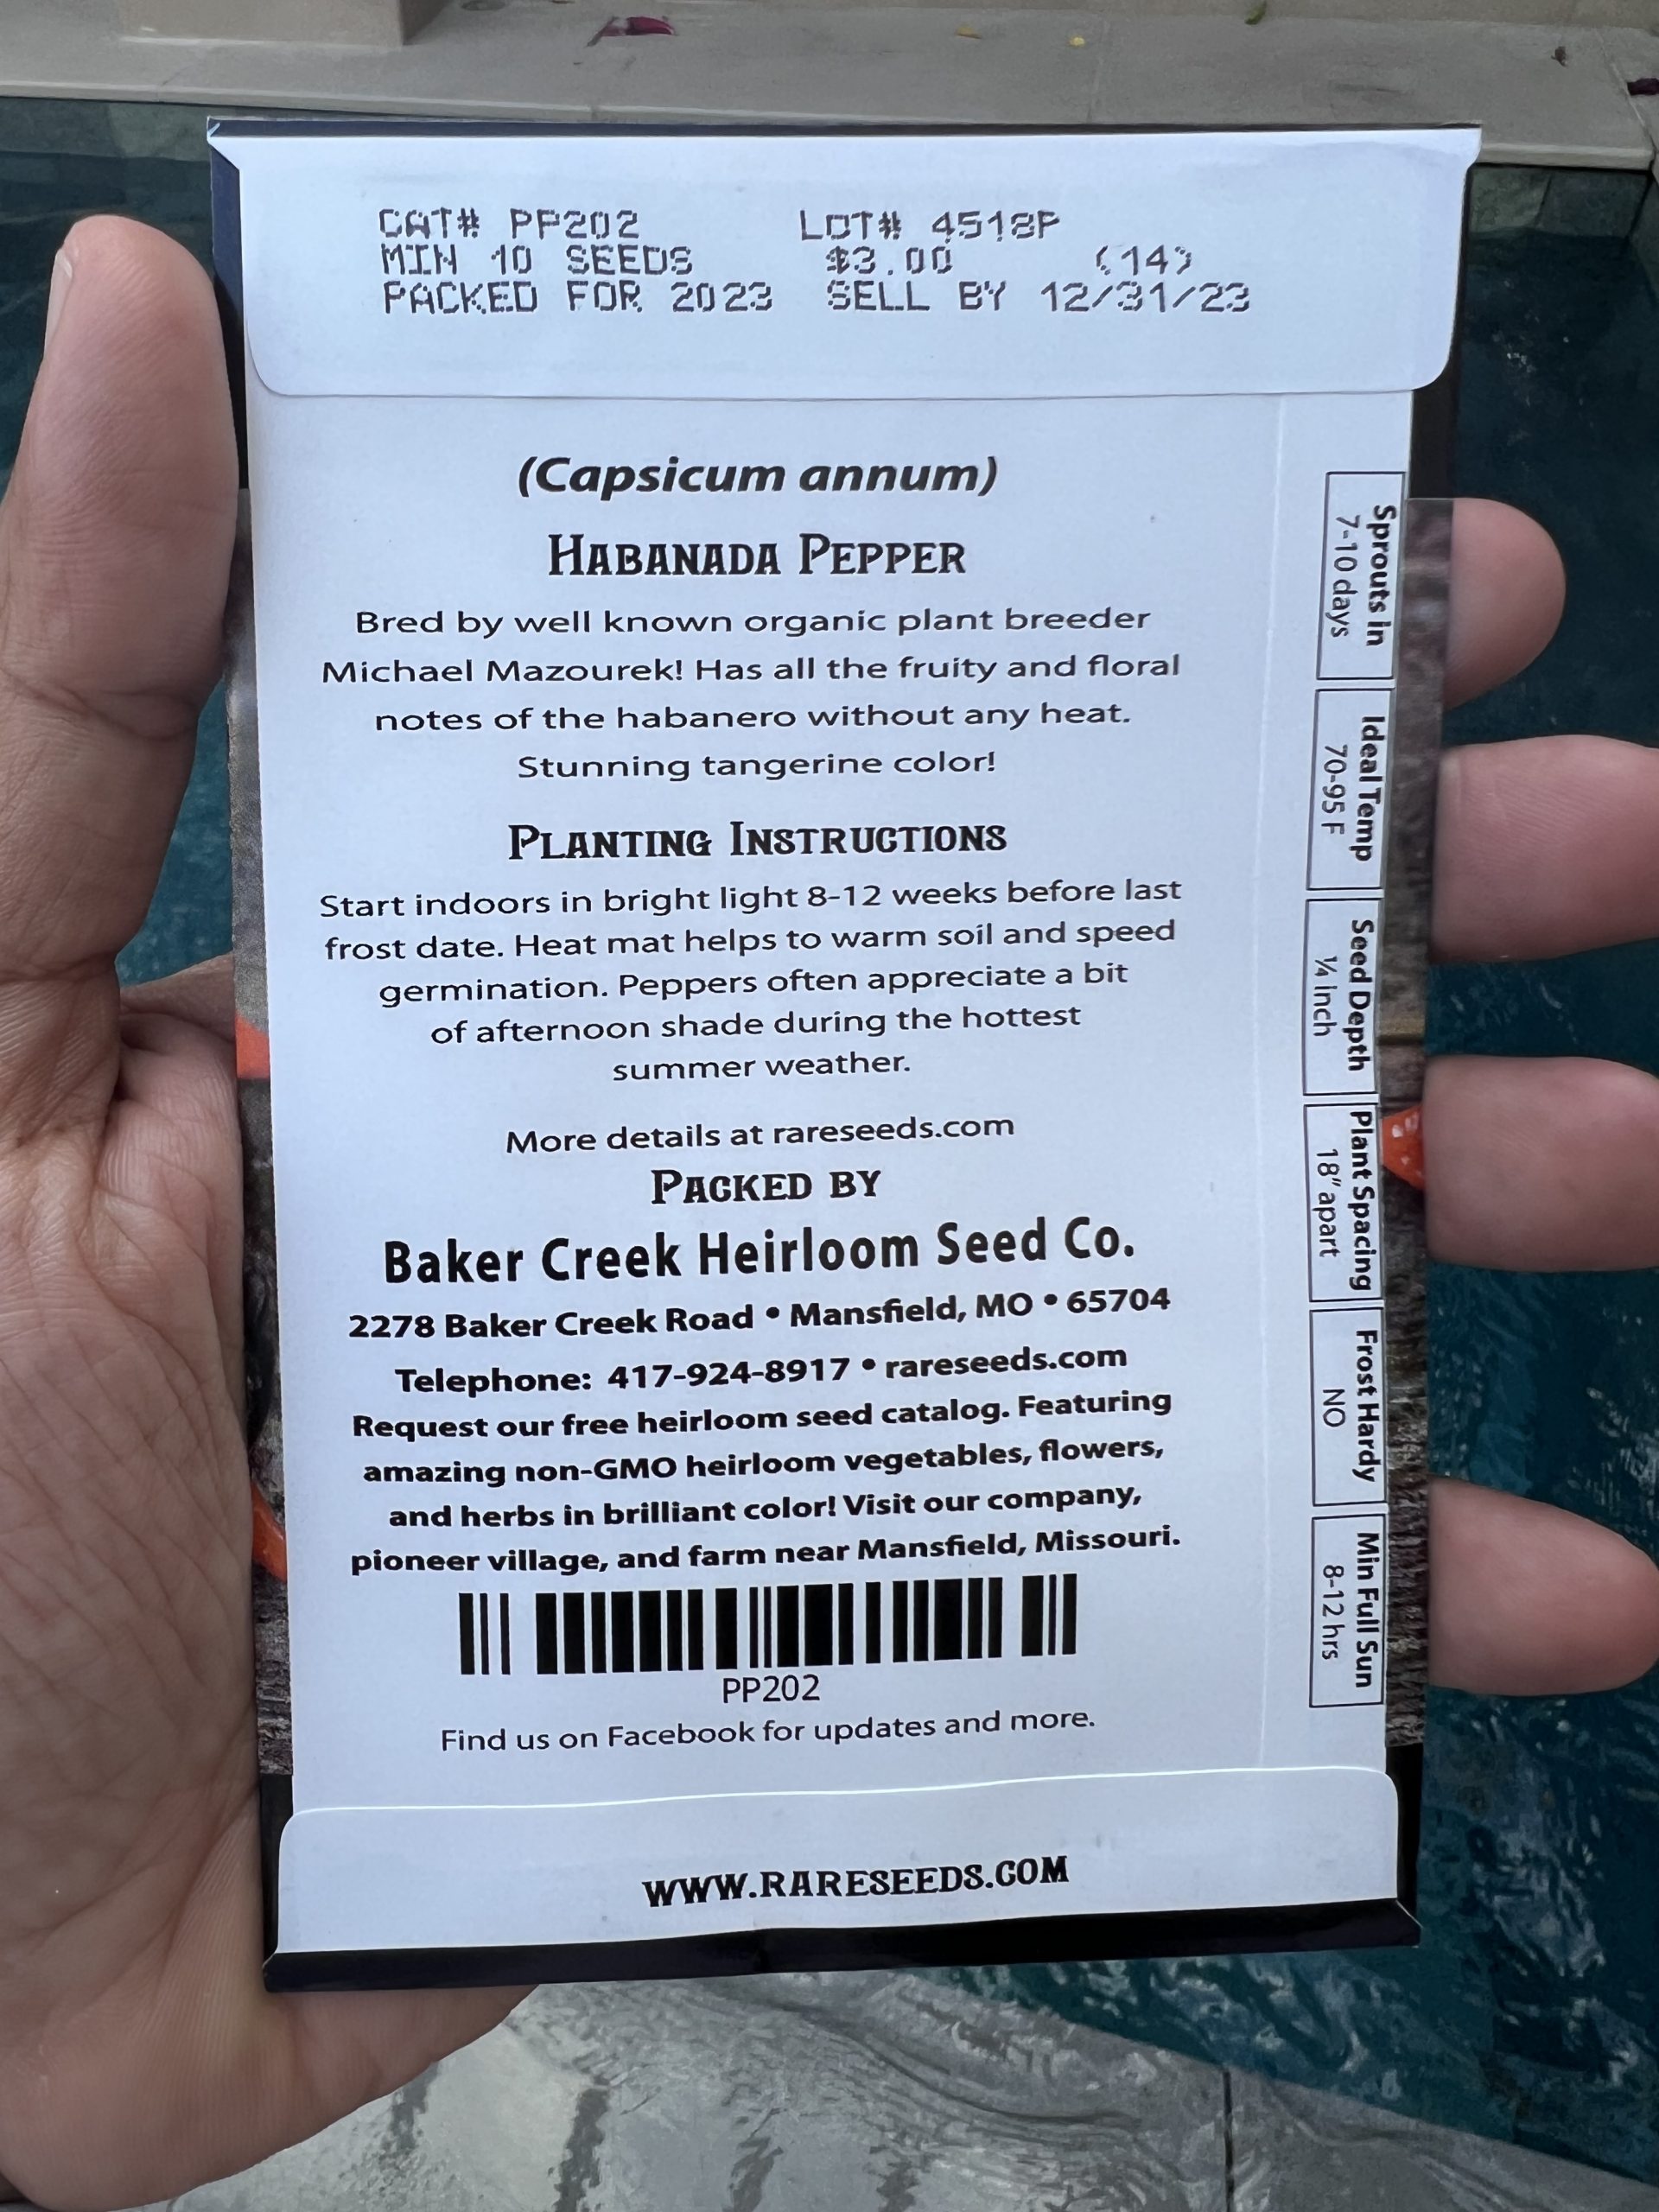 CAT# PP202 LOT# 4518P
MIN 10 SEEDS $3.00 (14)
PACKED FOR 2023 SELL BY 12/31/23
(Capsicum annum)
HABANADA PEPPER
Bred by well known organic plant breeder
Michael Mazourek! Has all the fruity and floral
notes of the habanero without any heat.
Stunning tangerine color!
PLANTING INSTRUCTIONS
Start indoors in bright light 8-12 weeks before last
frost date. Heat mat helps to warm soil and speed
germination. Peppers often appreciate a bit
of afternoon shade during the hottest
summer weather.
More details at rareseeds.com
PACKED BY
Baker Creek Heirloom Seed Co.
2278 Baker Creek Road • Mansfield, MO • 65704
Telephone: 417-924-8917 • rareseeds.com
Request our free heirloom seed catalog. Featuring
amazing non-GMO heirloom vegetables, flowers,
and herbs in brilliant color! Visit our company,
pioneer village, and farm near Mansfield, Missouri.
PP202
Find us on Facebook for updates and more.
WWW.RARESEEDS.COM
Sprouts in
7-10 days
Ideal Temp
70-95 F
Seed Depth
¼ inch
Plant Spacing
18" apart
Frost Hardy
NO
Min Full Sun
8-12 hrs